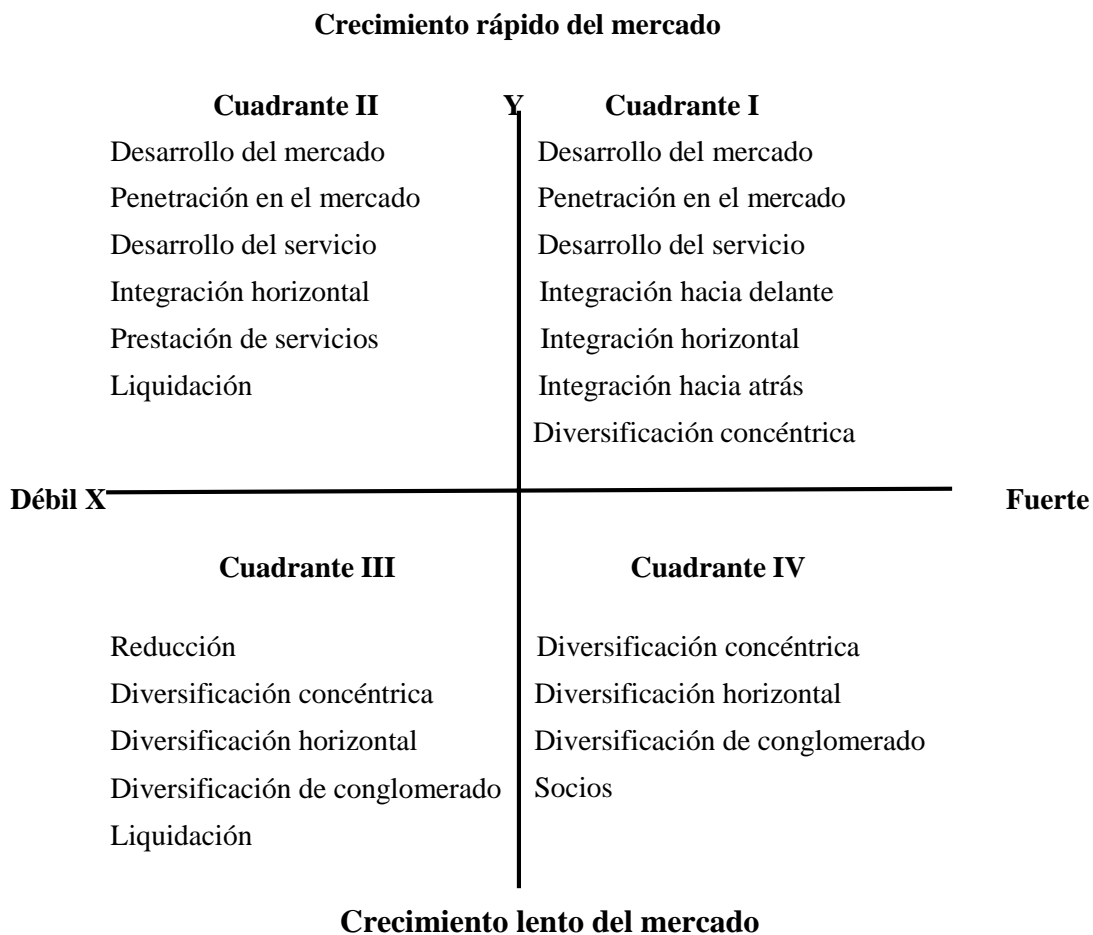 Crecimiento rápido del mercado
Cuadrante II Y Cuadrante I
Desarrollo del mercado
Penetración en el mercado
Desarrollo del servicio
Integración horizontal
Prestación de servicios
Liquidación
Desarrollo del mercado
Penetración en el mercado
Desarrollo del servicio
Integración hacia delante
Integración horizontal
Integración hacia atrás
Diversificación concéntrica
Débil X
Fuerte
Cuadrante III
Reducción
Diversificación concéntrica
Diversificación horizontal
Diversificación de conglomerado
Liquidación
Cuadrante IV
Diversificación concéntrica
Diversificación horizontal
Diversificación de conglomerado
Socios
Crecimiento lento del mercado